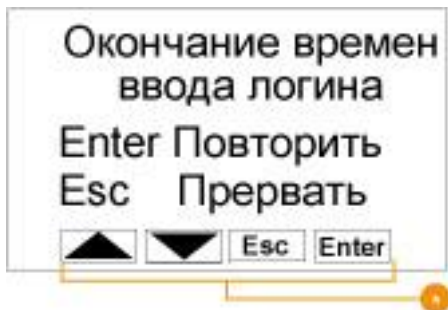 Окончание времен
ввода логина
Enter Повторить
Esc Прервать
Esc Enter